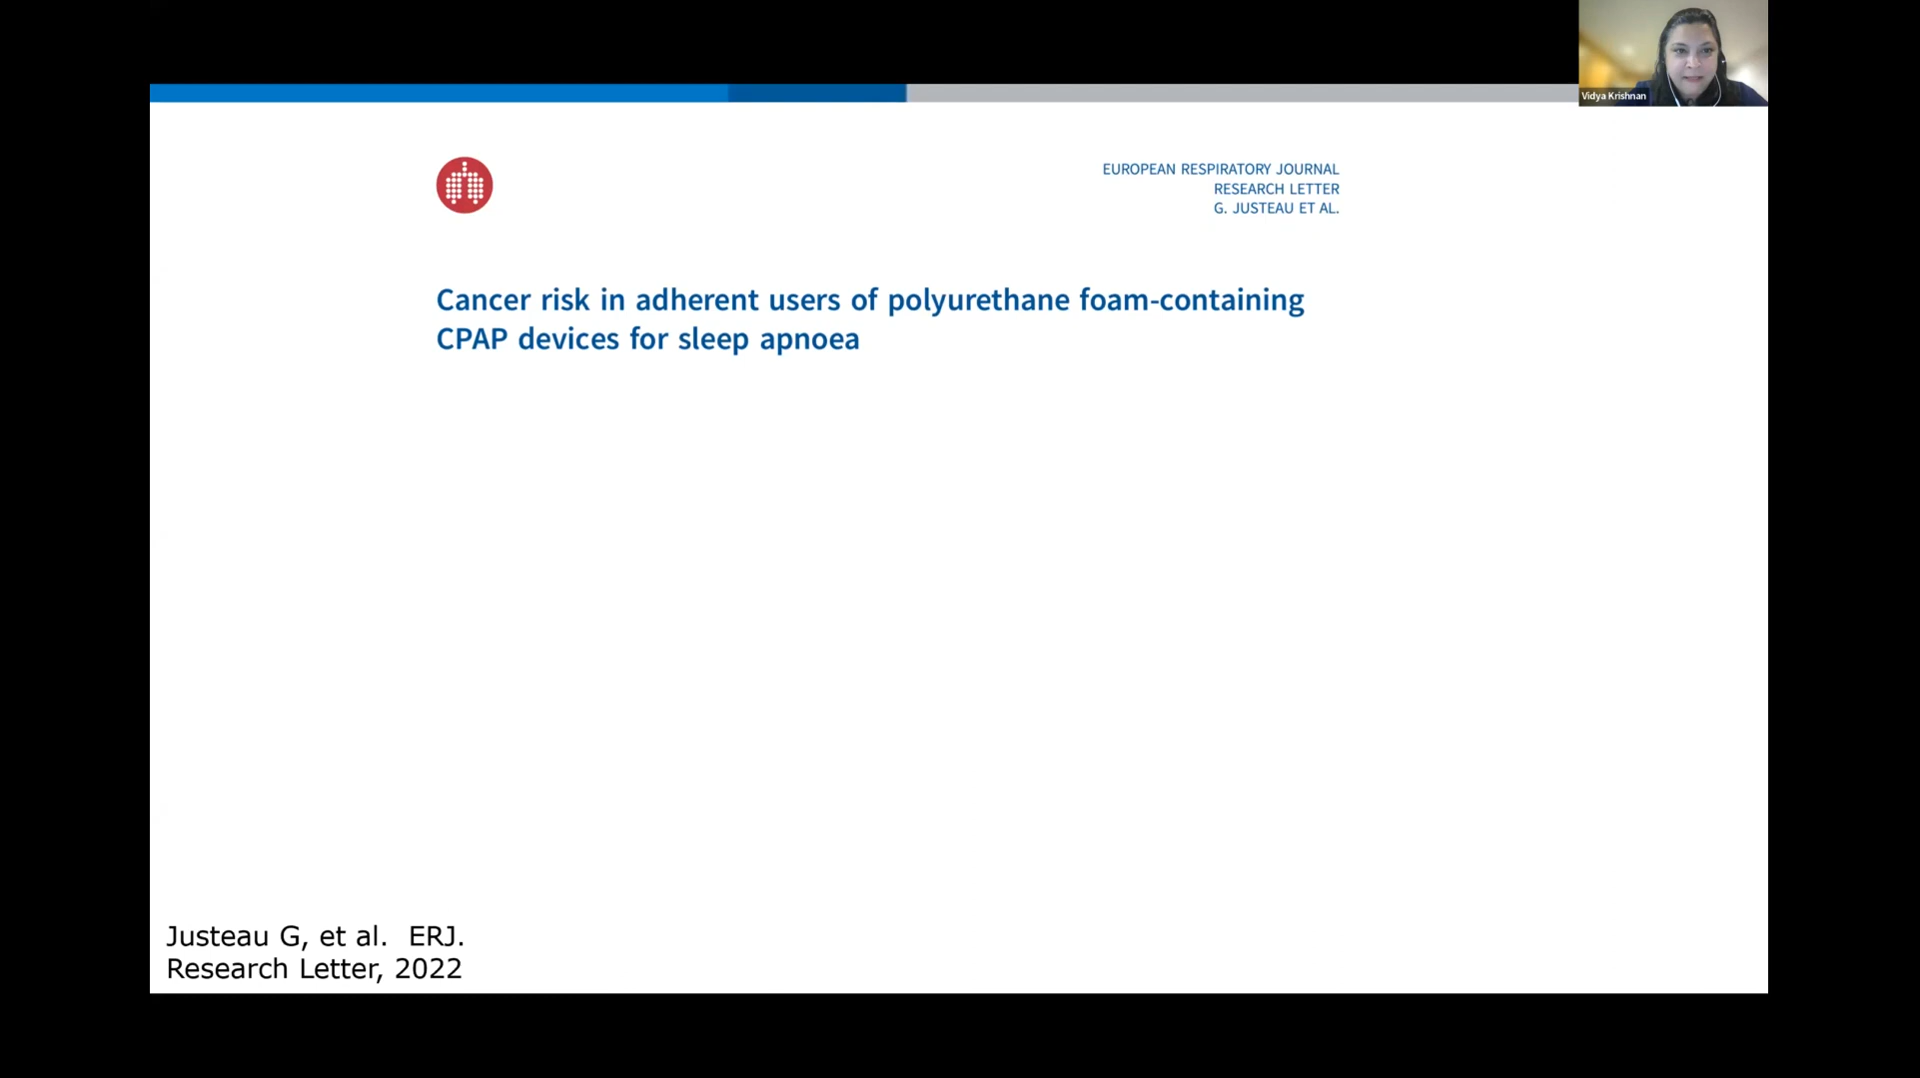 Vidya Krishnan
EUROPEAN RESPIRATORY JOURNAL
RESEARCH LETTER
G. JUSTEAU ET AL.
Cancer risk in adherent users of polyurethane foam-containing
CPAP devices for sleep apnoea
Justeau G, et al.  ERJ.
Research Letter, 2022